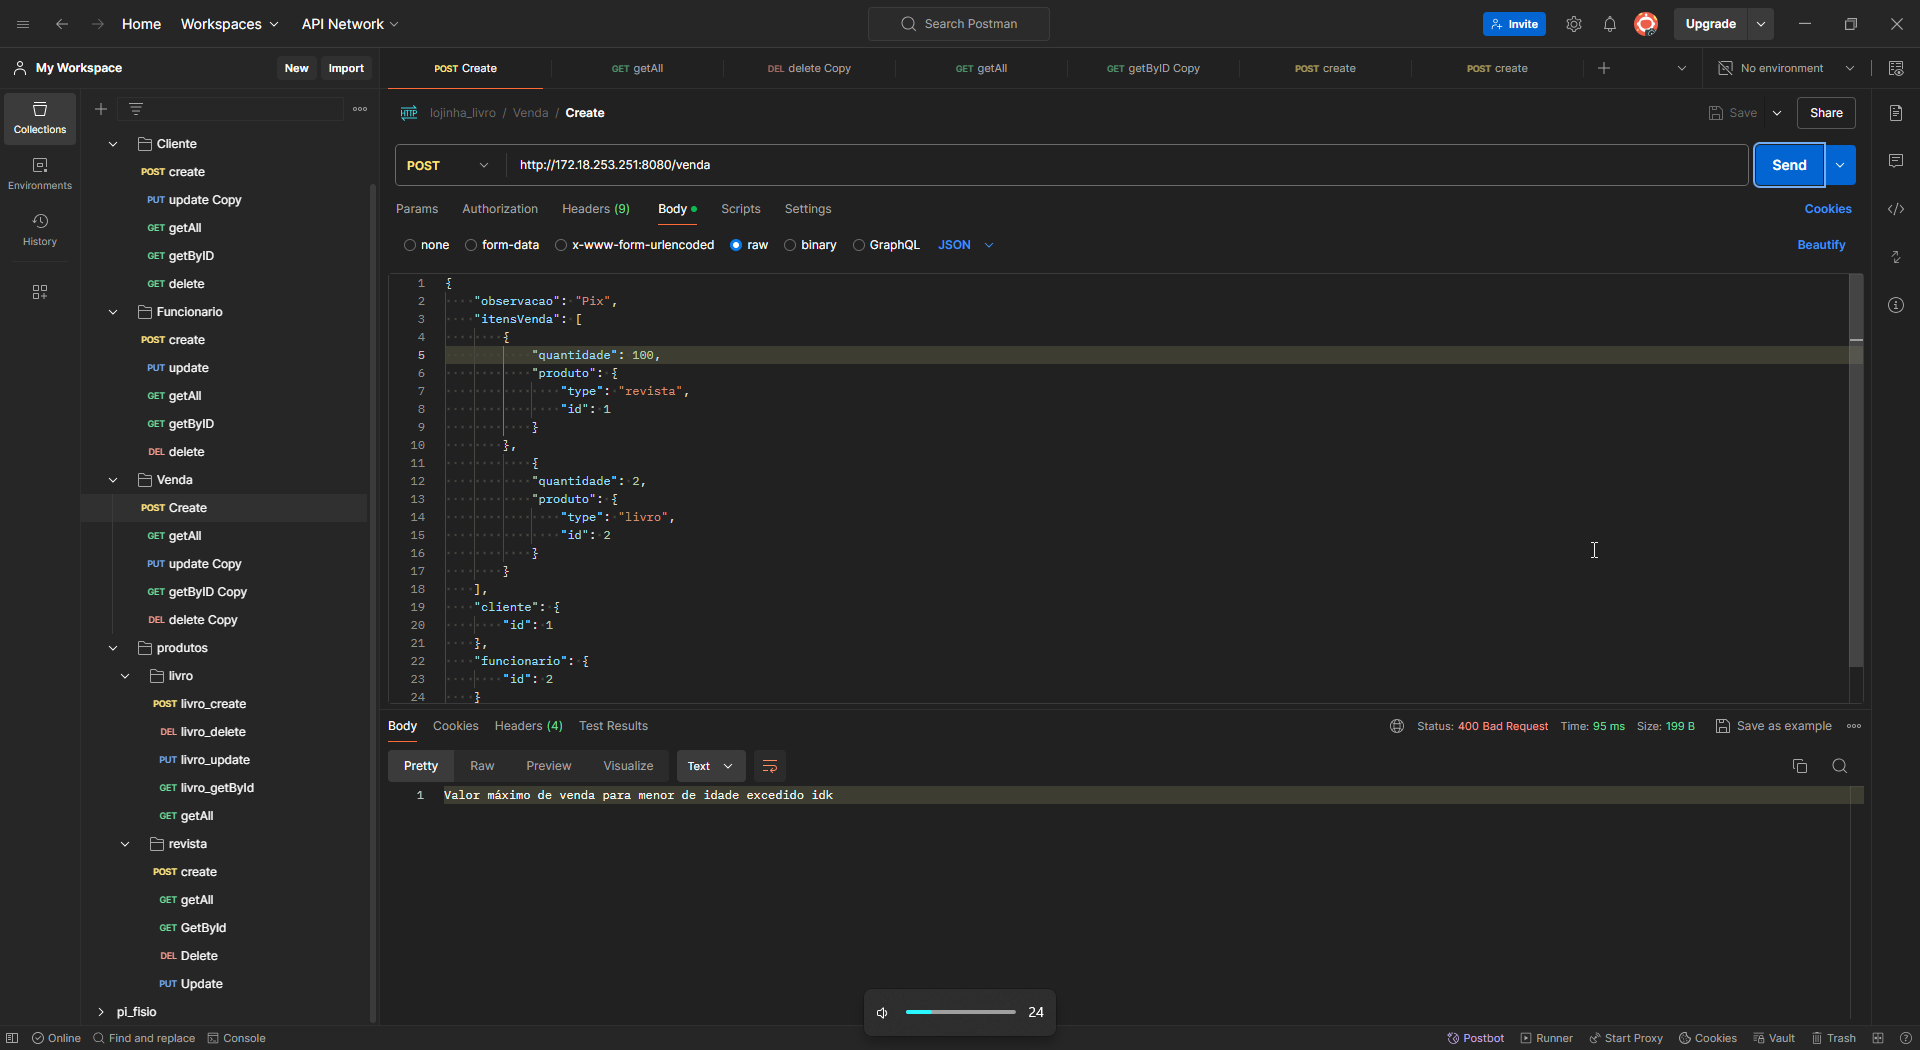 Home Workspaces API Network Search Postman Invite Upgrade
My Workspace New Import POST Create GET getAll DEL delete Copy GET getAll GET getByID Copy POST create POST create No environment
Collections
Environments
History
Cliente
POST create
PUT update Copy
GET getAll
GET getByID
GET delete
Funcionario
POST create
PUT update
GET getAll
GET getByID
DEL delete
Venda
POST Create
GET getAll
PUT update Copy
GET getByID Copy
DEL delete Copy
produtos
livro
POST livro_create
DEL livro_delete
PUT livro_update
GET livro_getById
GET getAll
revista
POST create
GET getAll
GET GetById
DEL Delete
PUT Update
pi_fisio
HTTP lojinha_livro / Venda / Create Save Share
POST http://172.18.253.251:8080/venda Send
Params Authorization Headers (9) Body Scripts Settings Cookies
none form-data x-www-form-urlencoded raw binary GraphQL JSON Beautify
1 {
2 "observacao": "Pix",
3 "itensVenda": [
4 {
5 "quantidade": 100,
6 "produto": {
7 "type": "revista",
8 "id": 1
9 }
10 },
11 {
12 "quantidade": 2,
13 "produto": {
14 "type": "livro",
15 "id": 2
16 }
17 }
18 ],
19 "cliente": {
20 "id": 1
21 },
22 "funcionario": {
23 "id": 2
24 }
Body Cookies Headers (4) Test Results Status: 400 Bad Request Time: 95 ms Size: 199 B Save as example
Pretty Raw Preview Visualize Text
1 Valor máximo de venda para menor de idade excedido idk
24
Online Find and replace Console Postbot Runner Start Proxy Cookies Vault Trash